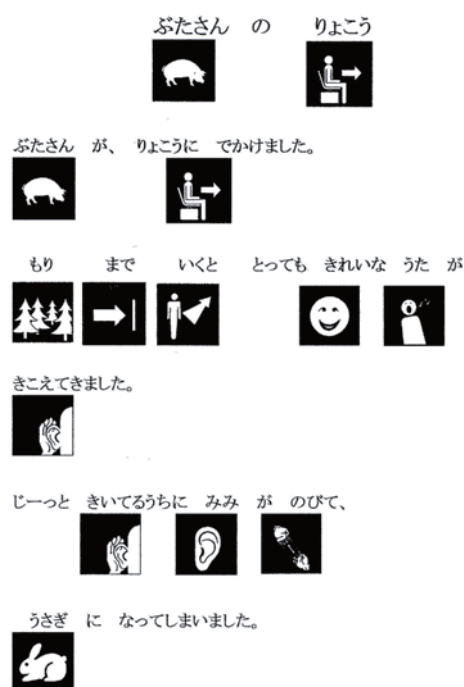 ぶたさん の りょこう
ぶたさん が、 りょこうに でかけました。
もり まで いくと とっても きれいな うた が
きこえてきました。
じーっと きいてるうちに みみ が のびて、
うさぎ に なってしまいました。